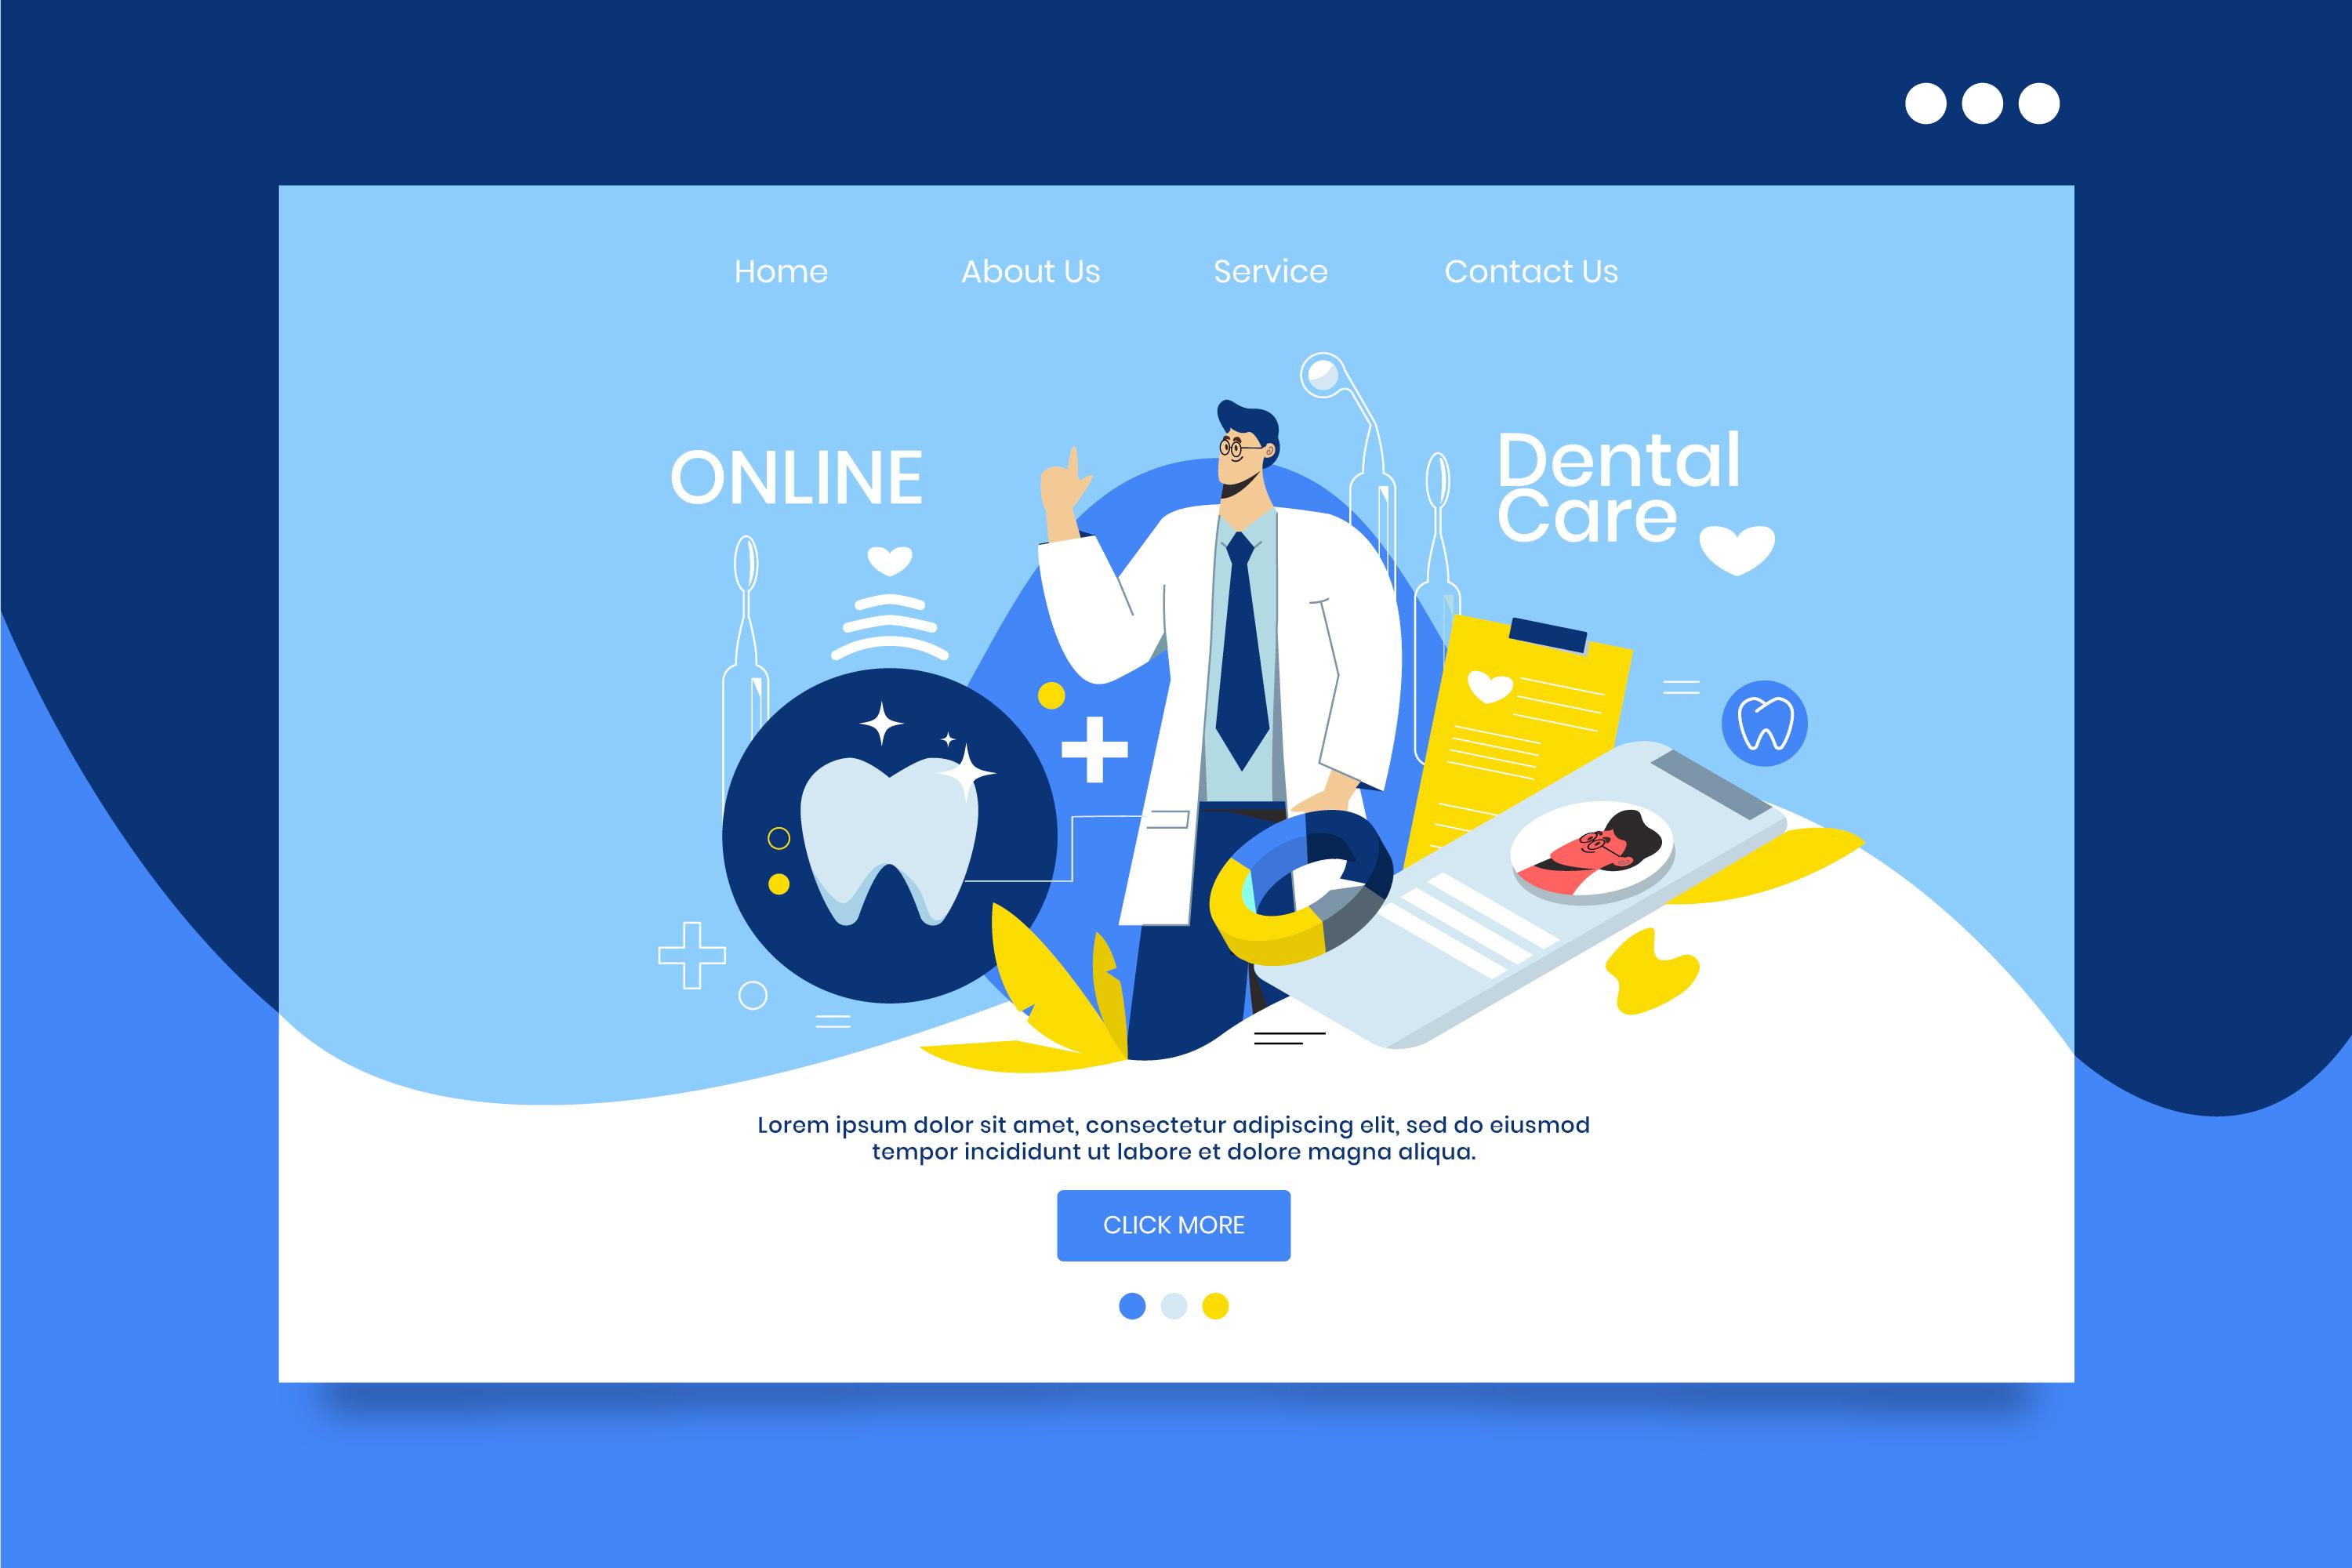 Home
About Us
Service
Contact Us
ONLINE
Dental
Care
Lorem ipsum dolor sit amet, consectetur adipiscing elit, sed do eiusmod
tempor incididunt ut labore et dolore magna aliqua.
CLICK MORE